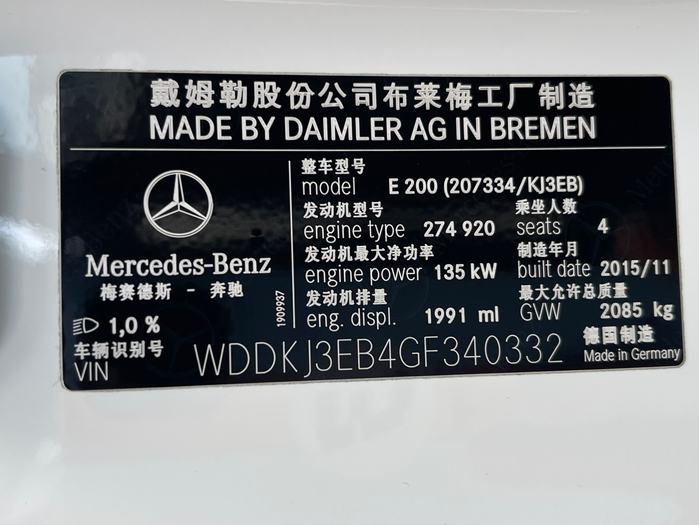 戴姆勒股份公司布莱梅工厂制造
MADE BY DAIMLER AG IN BREMEN
Mercedes-Benz
梅赛德斯 - 奔驰
1,0 %
1909937
整车型号
model E 200 (207334/KJ3EB)
发动机型号 乘坐人数
engine type 274 920 seats 4
发动机最大净功率 制造年月
engine power 135 kW built date 2015/11
发动机排量 最大允许总质量
eng. displ. 1991 ml GVW 2085 kg
车辆识别号
VIN WDDKJ3EB4GF340332
德国制造
Made in Germany